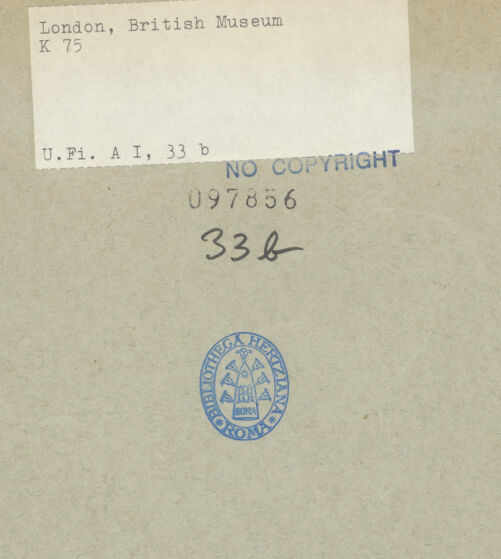 London, British Museum
K 75
U.Fi. A I, 33 b
NO COPYRIGHT
097856
33b
BIBLIOTHECA HERTZIANA
ROMA
ROMA